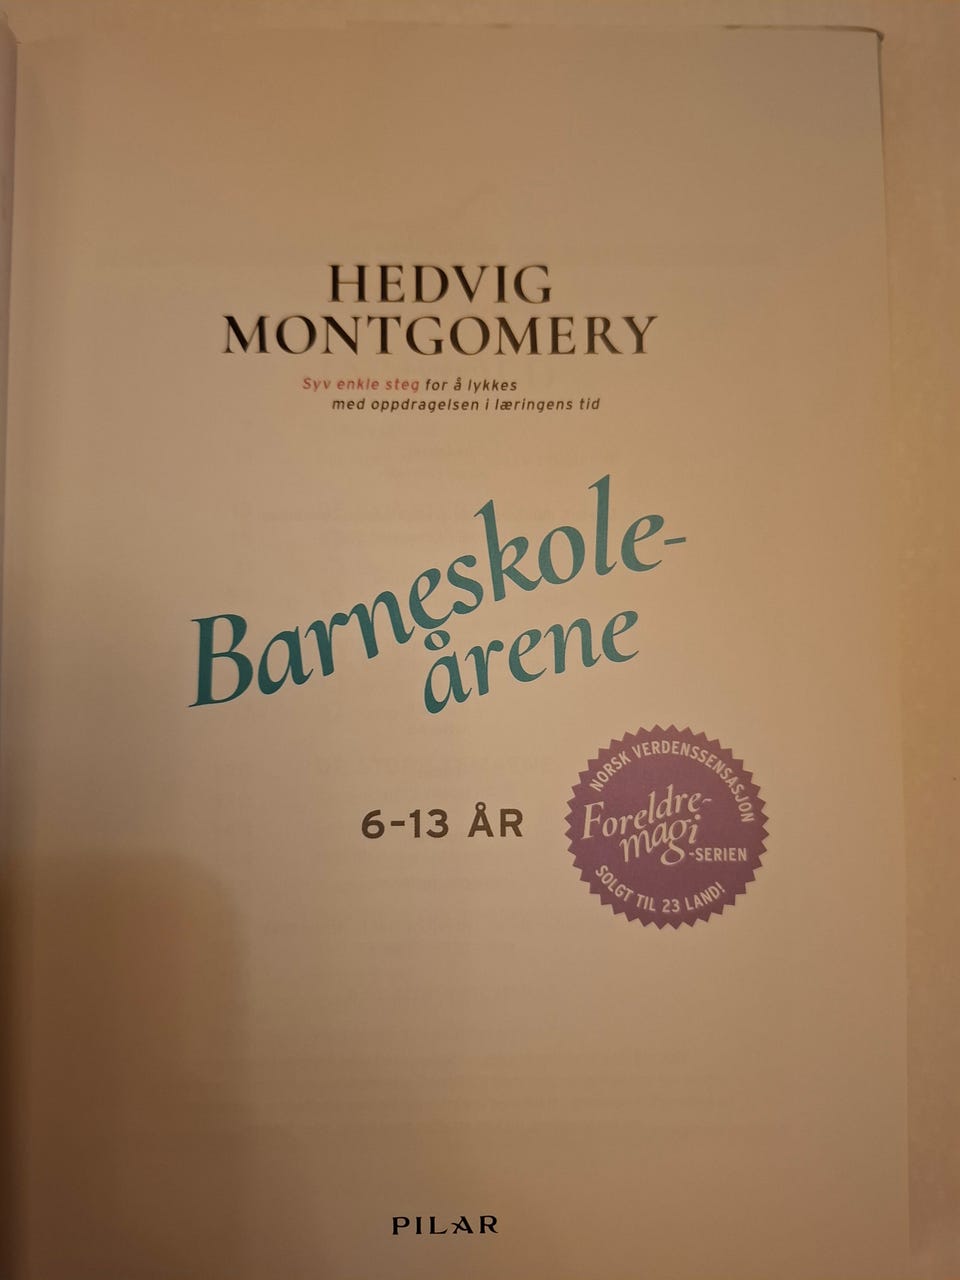 HEDVIG
MONTGOMERY
Syv enkle steg for å lykkes
med oppdragelsen i læringens tid
Barneskole-
årene
6-13 ÅR
NORSK VERDENSSENSASJON
Foreldre-
magi
-SERIEN
SOLGT TIL 23 LAND!
PILAR